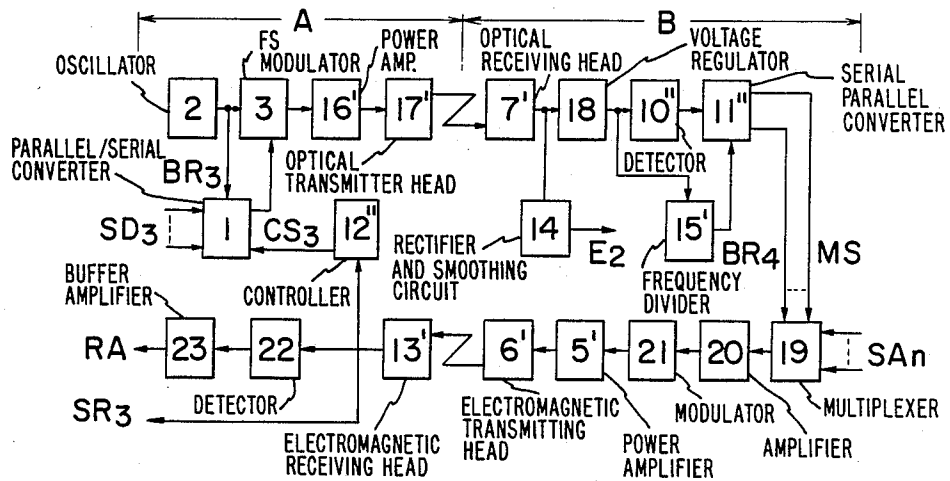 A
B
OSCILLATOR
FS
MODULATOR
POWER
AMP.
OPTICAL
RECEIVING HEAD
VOLTAGE
REGULATOR
SERIAL
PARALLEL
CONVERTER
2
3
16'
17'
7'
18
10"
11"
PARALLEL/SERIAL
CONVERTER
BR3
OPTICAL
TRANSMITTER HEAD
DETECTOR
SD3
1
CS3
12"
14
E2
15'
BR4
MS
BUFFER
AMPLIFIER
CONTROLLER
RECTIFIER
AND SMOOTHING
CIRCUIT
FREQUENCY
DIVIDER
RA
23
22
13'
6'
5'
21
20
19
SAn
SR3
DETECTOR
ELECTROMAGNETIC
RECEIVING HEAD
ELECTROMAGNETIC
TRANSMITTING
HEAD
POWER
AMPLIFIER
MODULATOR
AMPLIFIER
MULTIPLEXER